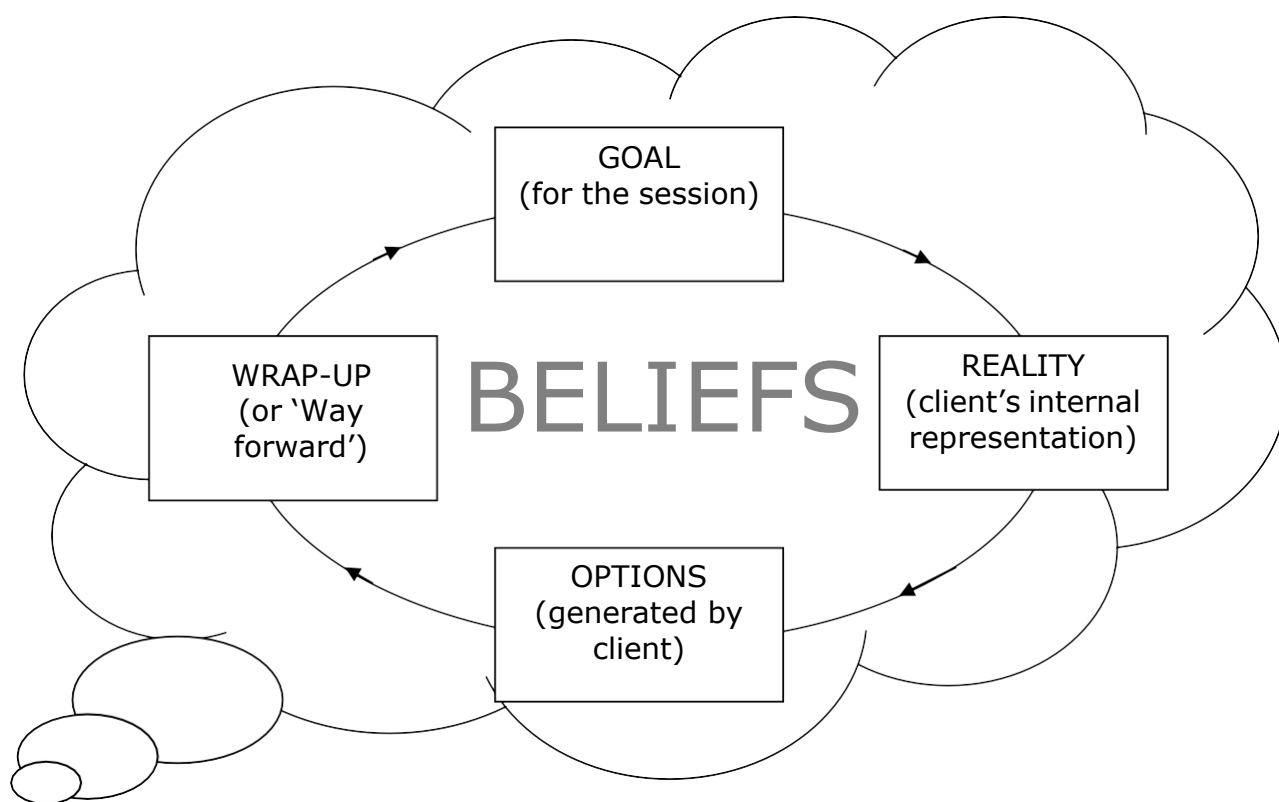 GOAL
(for the session)
WRAP-UP
(or ‘Way
forward’)
BELIEFS
REALITY
(client’s internal
representation)
OPTIONS
(generated by
client)